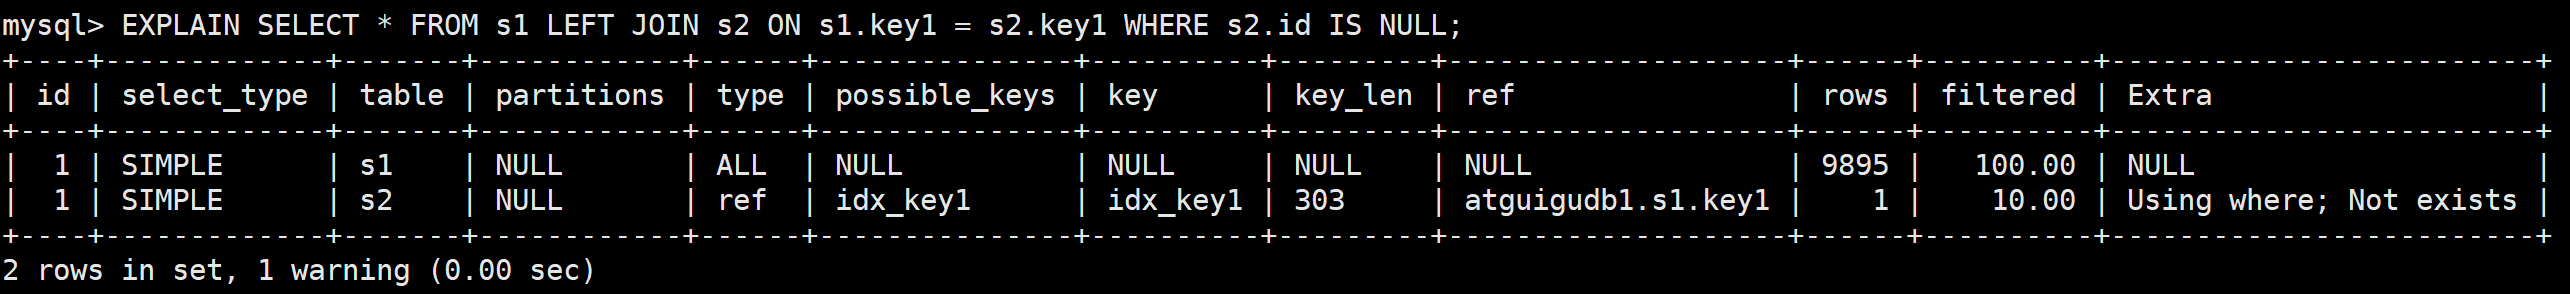 mysql> EXPLAIN SELECT * FROM s1 LEFT JOIN s2 ON s1.key1 = s2.key1 WHERE s2.id IS NULL;
+----+-------------+-------+------------+------+---------------+----------+---------+--------------------+------+----------+-------------------------+
| id | select_type | table | partitions | type | possible_keys | key      | key_len | ref                | rows | filtered | Extra                   |
+----+-------------+-------+------------+------+---------------+----------+---------+--------------------+------+----------+-------------------------+
|  1 | SIMPLE      | s1    | NULL       | ALL  | NULL          | NULL     | NULL    | NULL               | 9895 |   100.00 | NULL                    |
|  1 | SIMPLE      | s2    | NULL       | ref  | idx_key1      | idx_key1 | 303     | atguigudb1.s1.key1 |    1 |    10.00 | Using where; Not exists |
+----+-------------+-------+------------+------+---------------+----------+---------+--------------------+------+----------+-------------------------+
2 rows in set, 1 warning (0.00 sec)